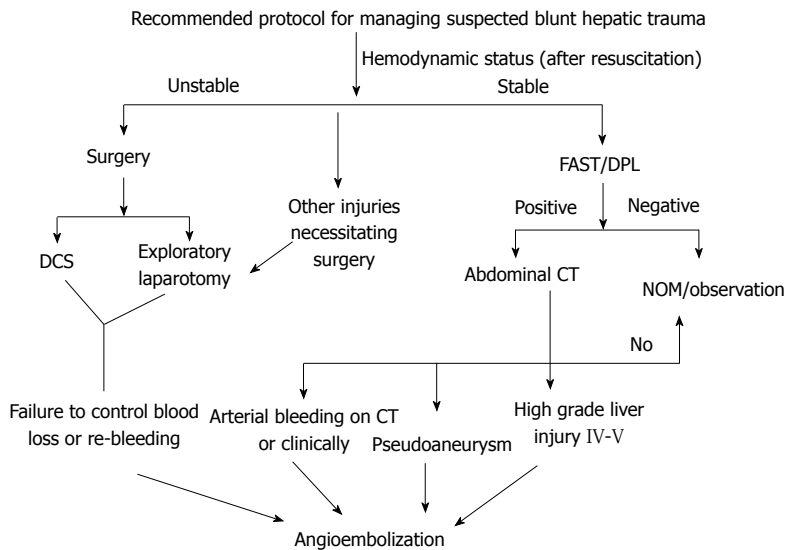 Recommended protocol for managing suspected blunt hepatic trauma
Hemodynamic status (after resuscitation)
Unstable
Stable
Surgery
FAST/DPL
Other injuries
necessitating
surgery
Positive
Negative
DCS
Exploratory
laparotomy
Abdominal CT
NOM/observation
No
Failure to control blood
loss or re-bleeding
Arterial bleeding on CT
or clinically
Pseudoaneurysm
High grade liver
injury IV-V
Angioembolization